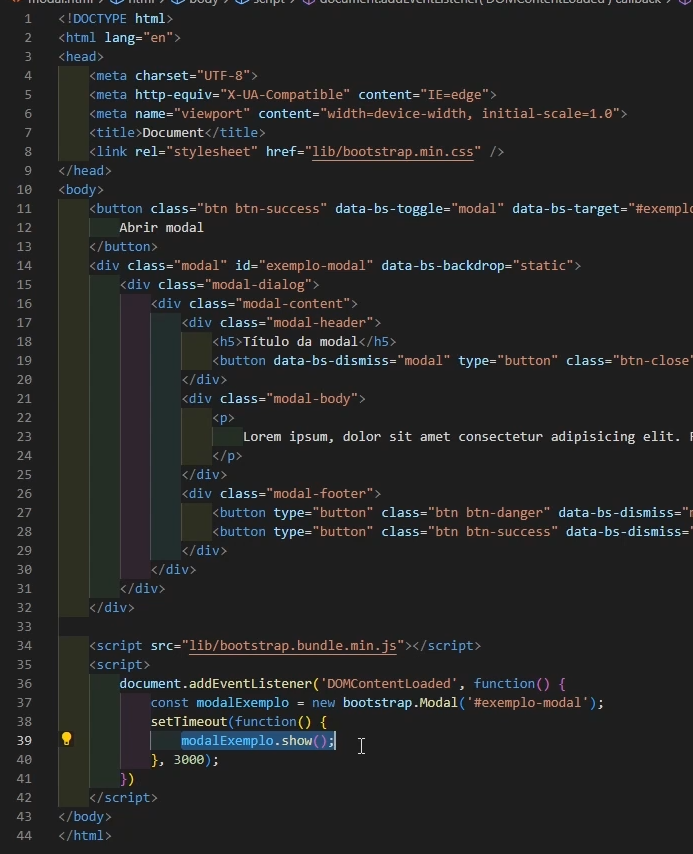 modal.html > html > body > script > document.addEventListener('DOMContentLoaded') callback >
1 <!DOCTYPE html>
2 <html lang="en">
3 <head>
4 <meta charset="UTF-8">
5 <meta http-equiv="X-UA-Compatible" content="IE=edge">
6 <meta name="viewport" content="width=device-width, initial-scale=1.0">
7 <title>Document</title>
8 <link rel="stylesheet" href="lib/bootstrap.min.css" />
9 </head>
10 <body>
11 <button class="btn btn-success" data-bs-toggle="modal" data-bs-target="#exemplo
12 Abrir modal
13 </button>
14 <div class="modal" id="exemplo-modal" data-bs-backdrop="static">
15 <div class="modal-dialog">
16 <div class="modal-content">
17 <div class="modal-header">
18 <h5>Título da modal</h5>
19 <button data-bs-dismiss="modal" type="button" class="btn-close"
20 </div>
21 <div class="modal-body">
22 <p>
23 Lorem ipsum, dolor sit amet consectetur adipisicing elit.
24 </p>
25 </div>
26 <div class="modal-footer">
27 <button type="button" class="btn btn-danger" data-bs-dismiss="
28 <button type="button" class="btn btn-success" data-bs-dismiss=
29 </div>
30 </div>
31 </div>
32 </div>
33
34 <script src="lib/bootstrap.bundle.min.js"></script>
35 <script>
36 document.addEventListener('DOMContentLoaded', function() {
37 const modalExemplo = new bootstrap.Modal('#exemplo-modal');
38 setTimeout(function() {
39 modalExemplo.show();
40 }, 3000);
41 })
42 </script>
43 </body>
44 </html>